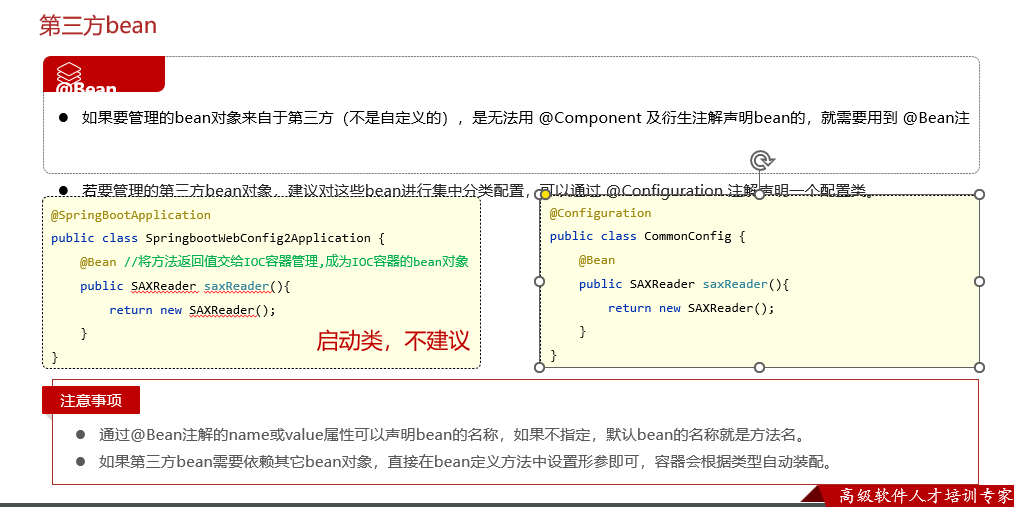 第三方bean
@Bean
如果要管理的bean对象来自于第三方（不是自定义的），是无法用 @Component 及衍生注解声明bean的，就需要用到 @Bean注
若要管理的第三方bean对象，建议对这些bean进行集中分类配置，可以通过 @Configuration 注解声明一个配置类。
@SpringBootApplication
public class SpringbootWebConfig2Application {
@Bean //将方法返回值交给IOC容器管理,成为IOC容器的bean对象
public SAXReader saxReader(){
return new SAXReader();
}
}
启动类，不建议
@Configuration
public class CommonConfig {
@Bean
public SAXReader saxReader(){
return new SAXReader();
}
}
注意事项
通过@Bean注解的name或value属性可以声明bean的名称，如果不指定，默认bean的名称就是方法名。
如果第三方bean需要依赖其它bean对象，直接在bean定义方法中设置形参即可，容器会根据类型自动装配。
高级软件人才培训专家